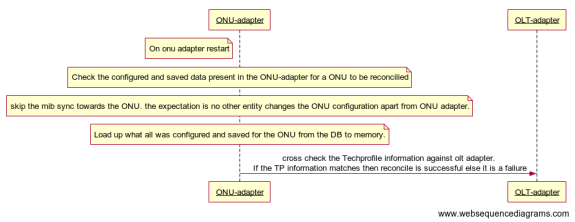 ONU-adapter
OLT-adapter
On onu adapter restart
Check the configured and saved data present in the ONU-adapter for a ONU to be reconcilied
skip the mib sync towards the ONU. the expectation is no other entity changes the ONU configuration apart from ONU adapter.
Load up what all was configured and saved for the ONU from the DB to memory.
cross check the Techprofile information against olt adapter.
If the TP information matches then reconcile is successful else it is a failure
ONU-adapter
OLT-adapter
www.websequencediagrams.com